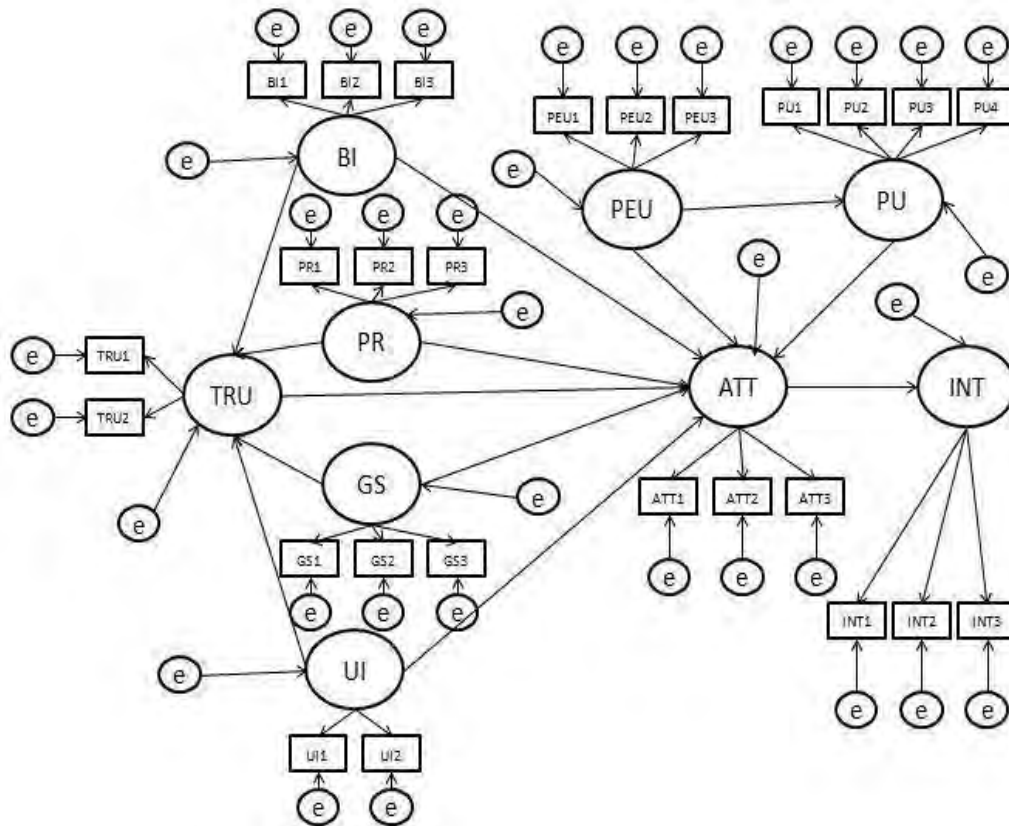 e e e e e e e e e e
BI1 BI2 BI3 PEU1 PEU2 PEU3 PU1 PU2 PU3 PU4
e BI e PEU PU
e e e e e
PR1 PR2 PR3
e e
PR
e TRU1 TRU ATT INT
e TRU2
GS e ATT1 ATT2 ATT3
e
GS1 GS2 GS3
e e e e e e
INT1 INT2 INT3
e UI
e e e
UI1 UI2
e e